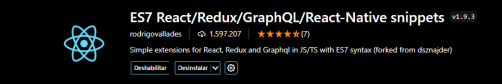 ES7 React/Redux/GraphQL/React-Native snippets v1.9.3
rodrigovallades 1.597.207 (7)
Simple extensions for React, Redux and Graphql in JS/TS with ES7 syntax (forked from dsznajder)
Deshabilitar Desinstalar